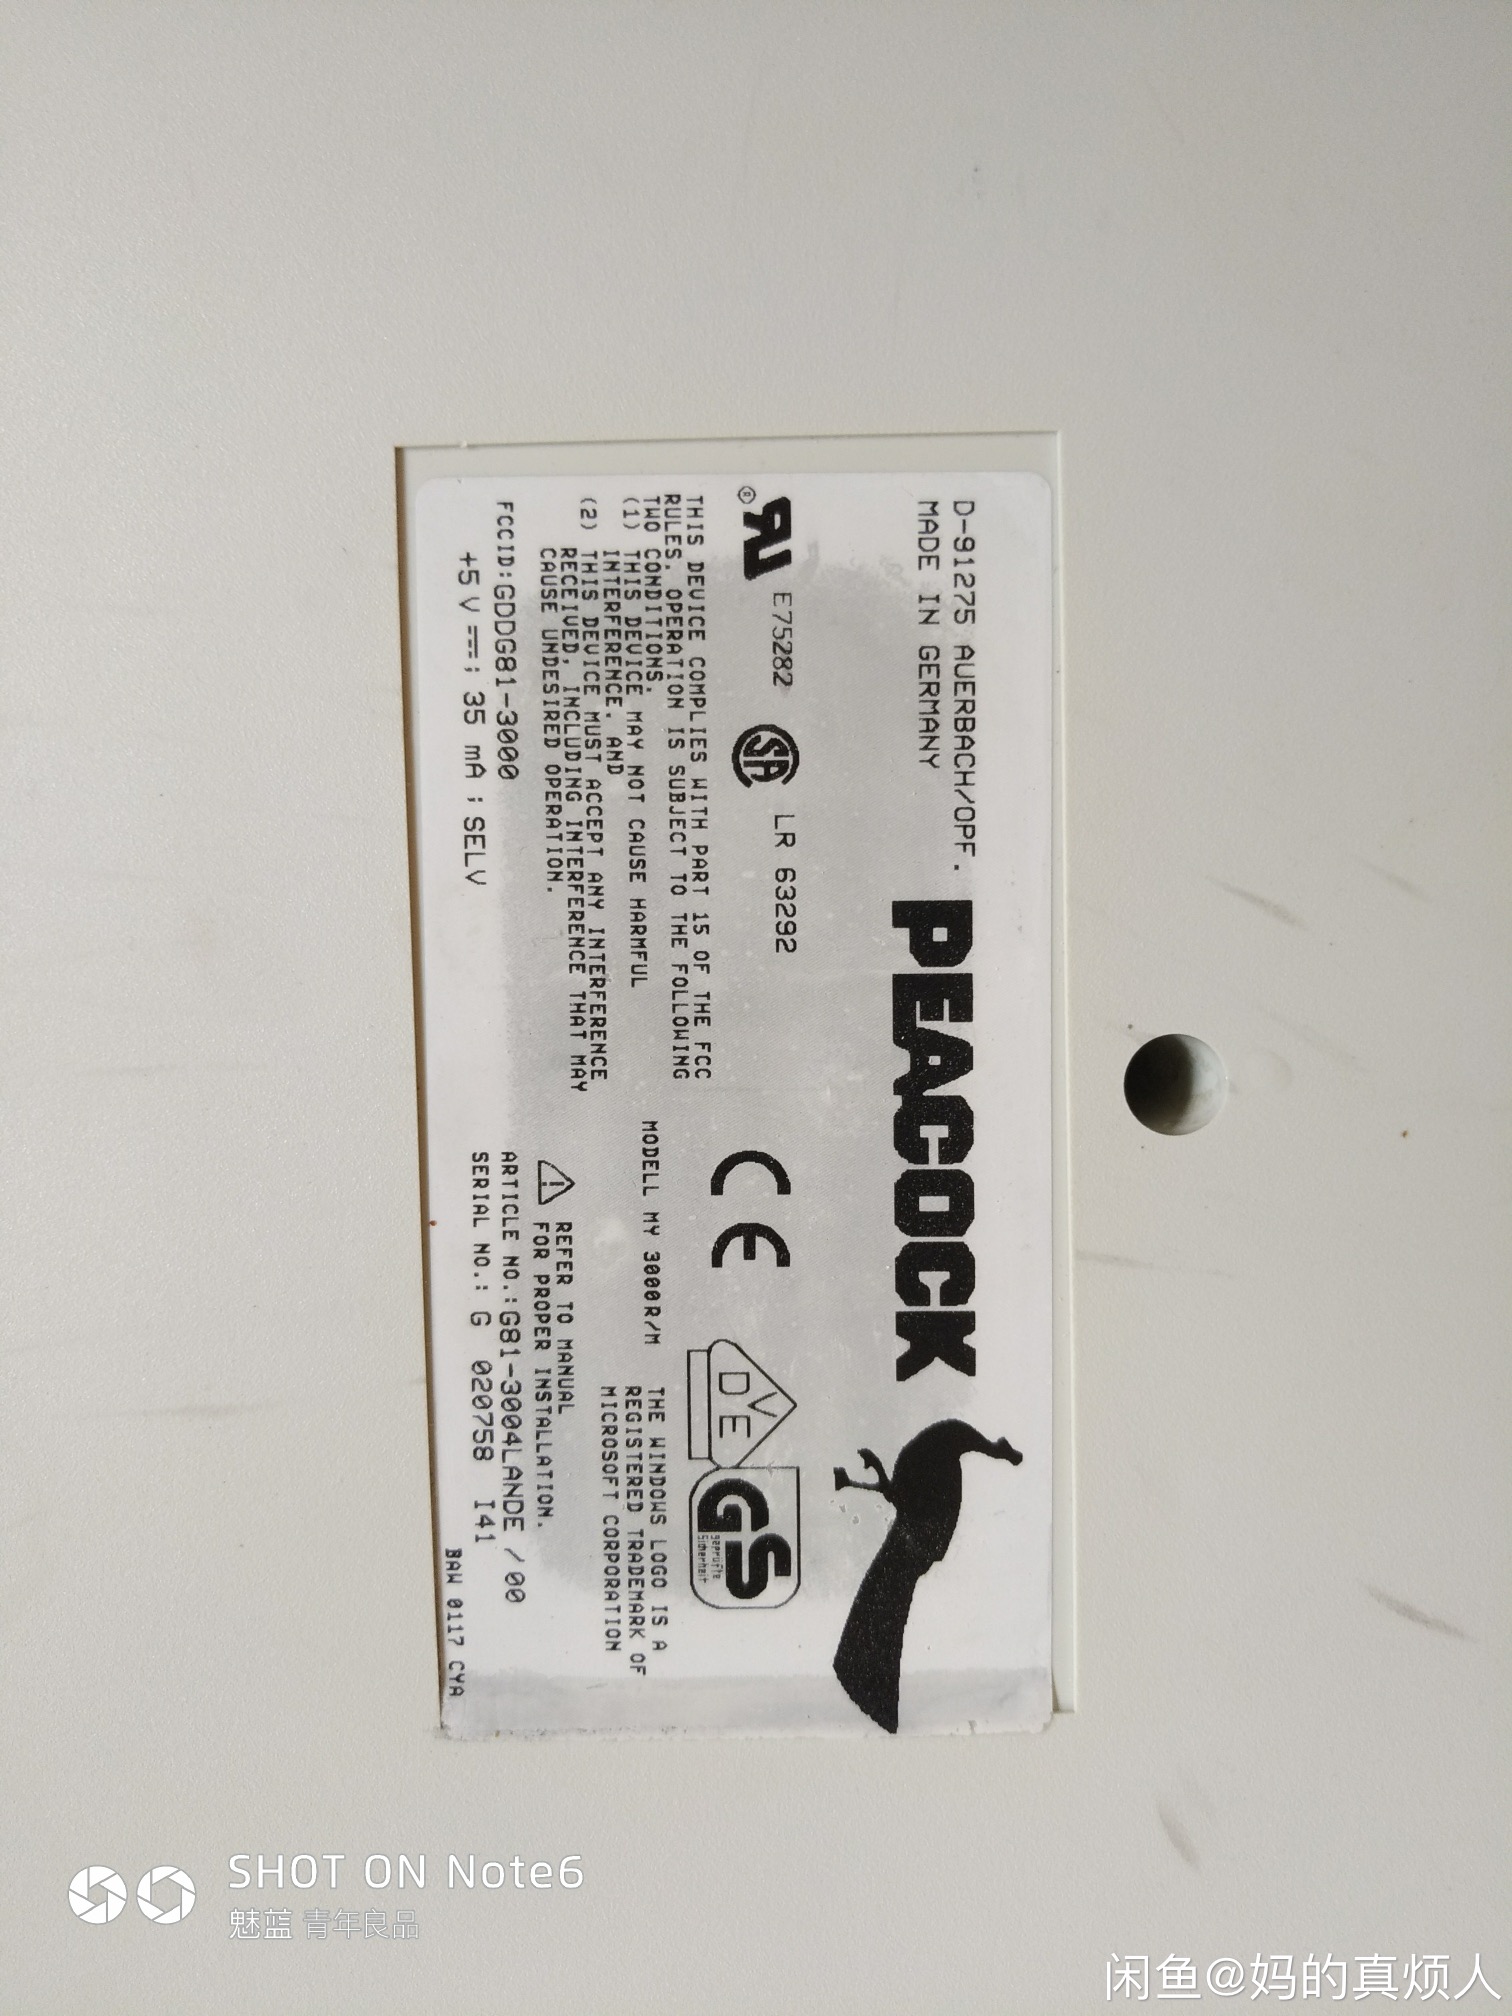 D-91275 AUERBACH/OPF.
MADE IN GERMANY
PEACOCK
® E75282 SA LR 63292
CE
VDE
GS
geprüfte
Sicherheit
THIS DEVICE COMPLIES WITH PART 15 OF THE FCC
RULES. OPERATION IS SUBJECT TO THE FOLLOWING
TWO CONDITIONS.
(1) THIS DEVICE MAY NOT CAUSE HARMFUL
INTERFERENCE. AND
(2) THIS DEVICE MUST ACCEPT ANY INTERFERENCE
RECEIVED, INCLUDING INTERFERENCE THAT MAY
CAUSE UNDESIRED OPERATION.
MODELL MY 3000R/M
THE WINDOWS LOGO IS A
REGISTERED TRADEMARK OF
MICROSOFT CORPORATION
⚠ REFER TO MANUAL
FOR PROPER INSTALLATION.
FCCID:GDDG81-3000
+5V ⎓; 35 mA ; SELV
ARTICLE NO.:G81-3004LANDE /00
SERIAL NO.: G 020758 I41
BAW 0117 CYA
SHOT ON Note6
魅蓝 青年良品
闲鱼@妈的真烦人